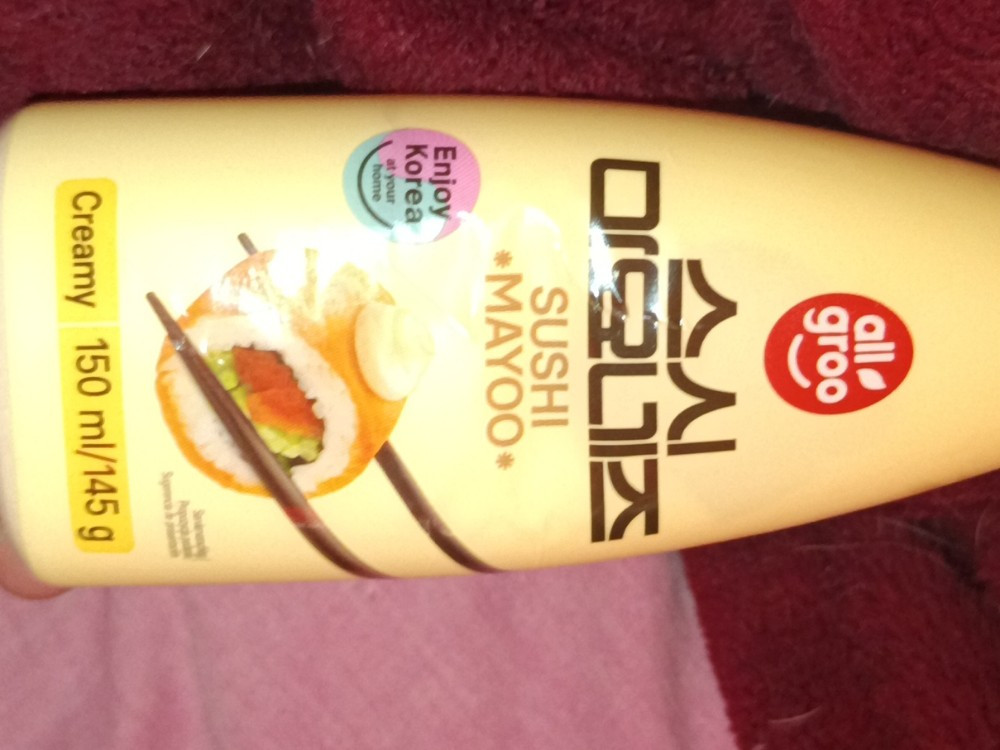 all
groo
스시
마요네즈
SUSHI
*MAYOO*
Enjoy
Korea
at your
home
Creamy 150 ml/145 g